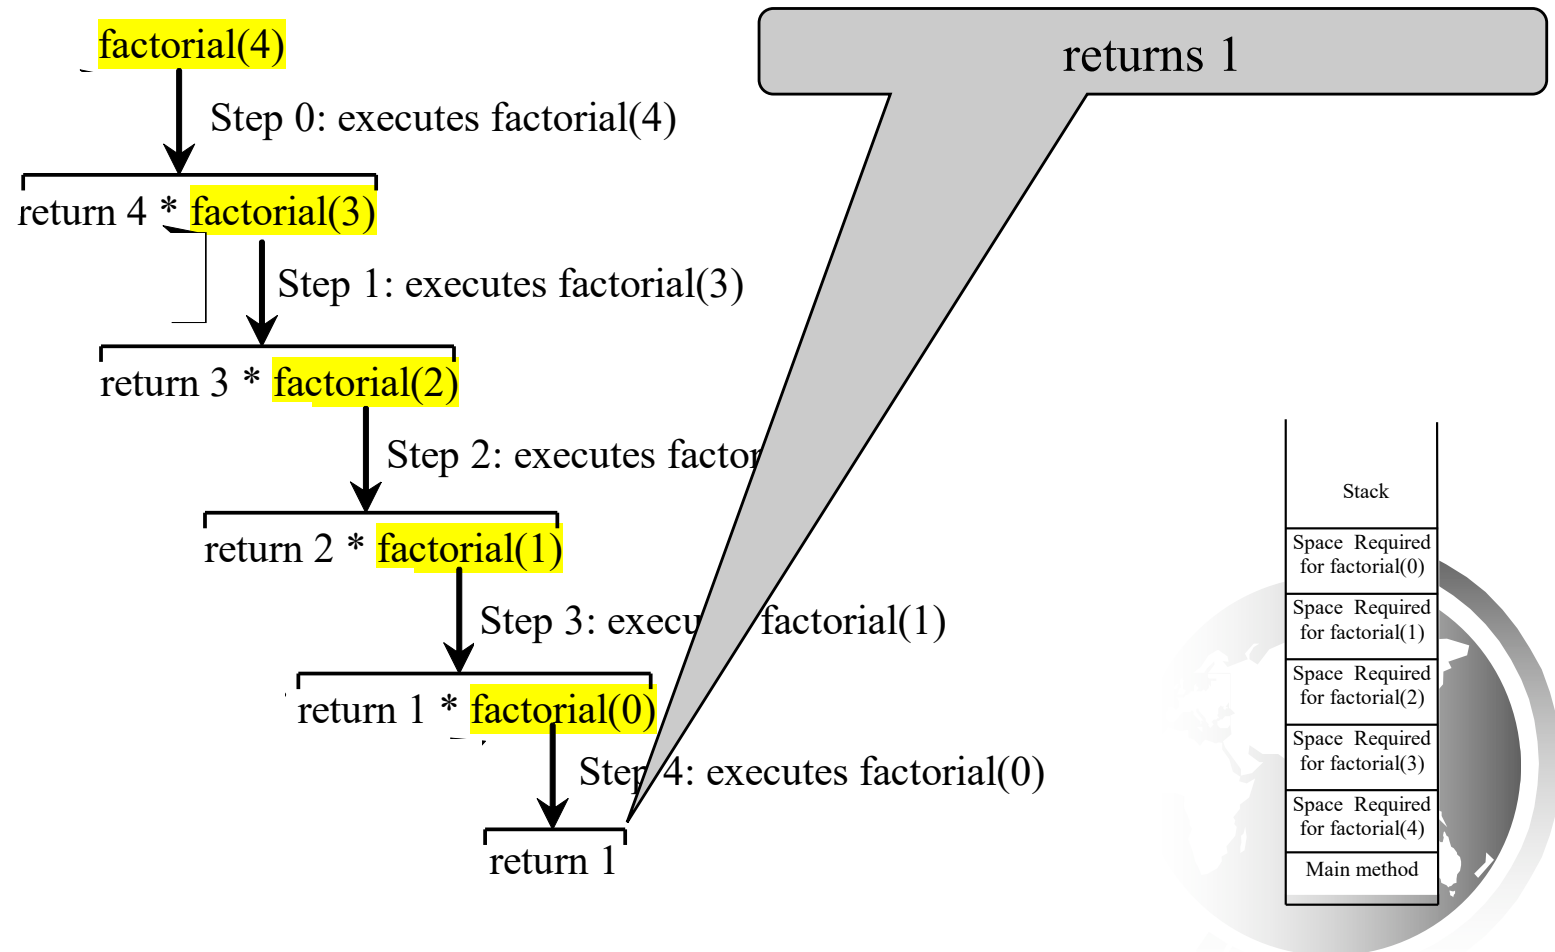 factorial(4)
returns 1
Step 0: executes factorial(4)
return 4 * factorial(3)
Step 1: executes factorial(3)
return 3 * factorial(2)
Step 2: executes factor
return 2 * factorial(1)
Step 3: execu factorial(1)
return 1 * factorial(0)
Step 4: executes factorial(0)
return 1
Stack
Space Required
for factorial(0)
Space Required
for factorial(1)
Space Required
for factorial(2)
Space Required
for factorial(3)
Space Required
for factorial(4)
Main method